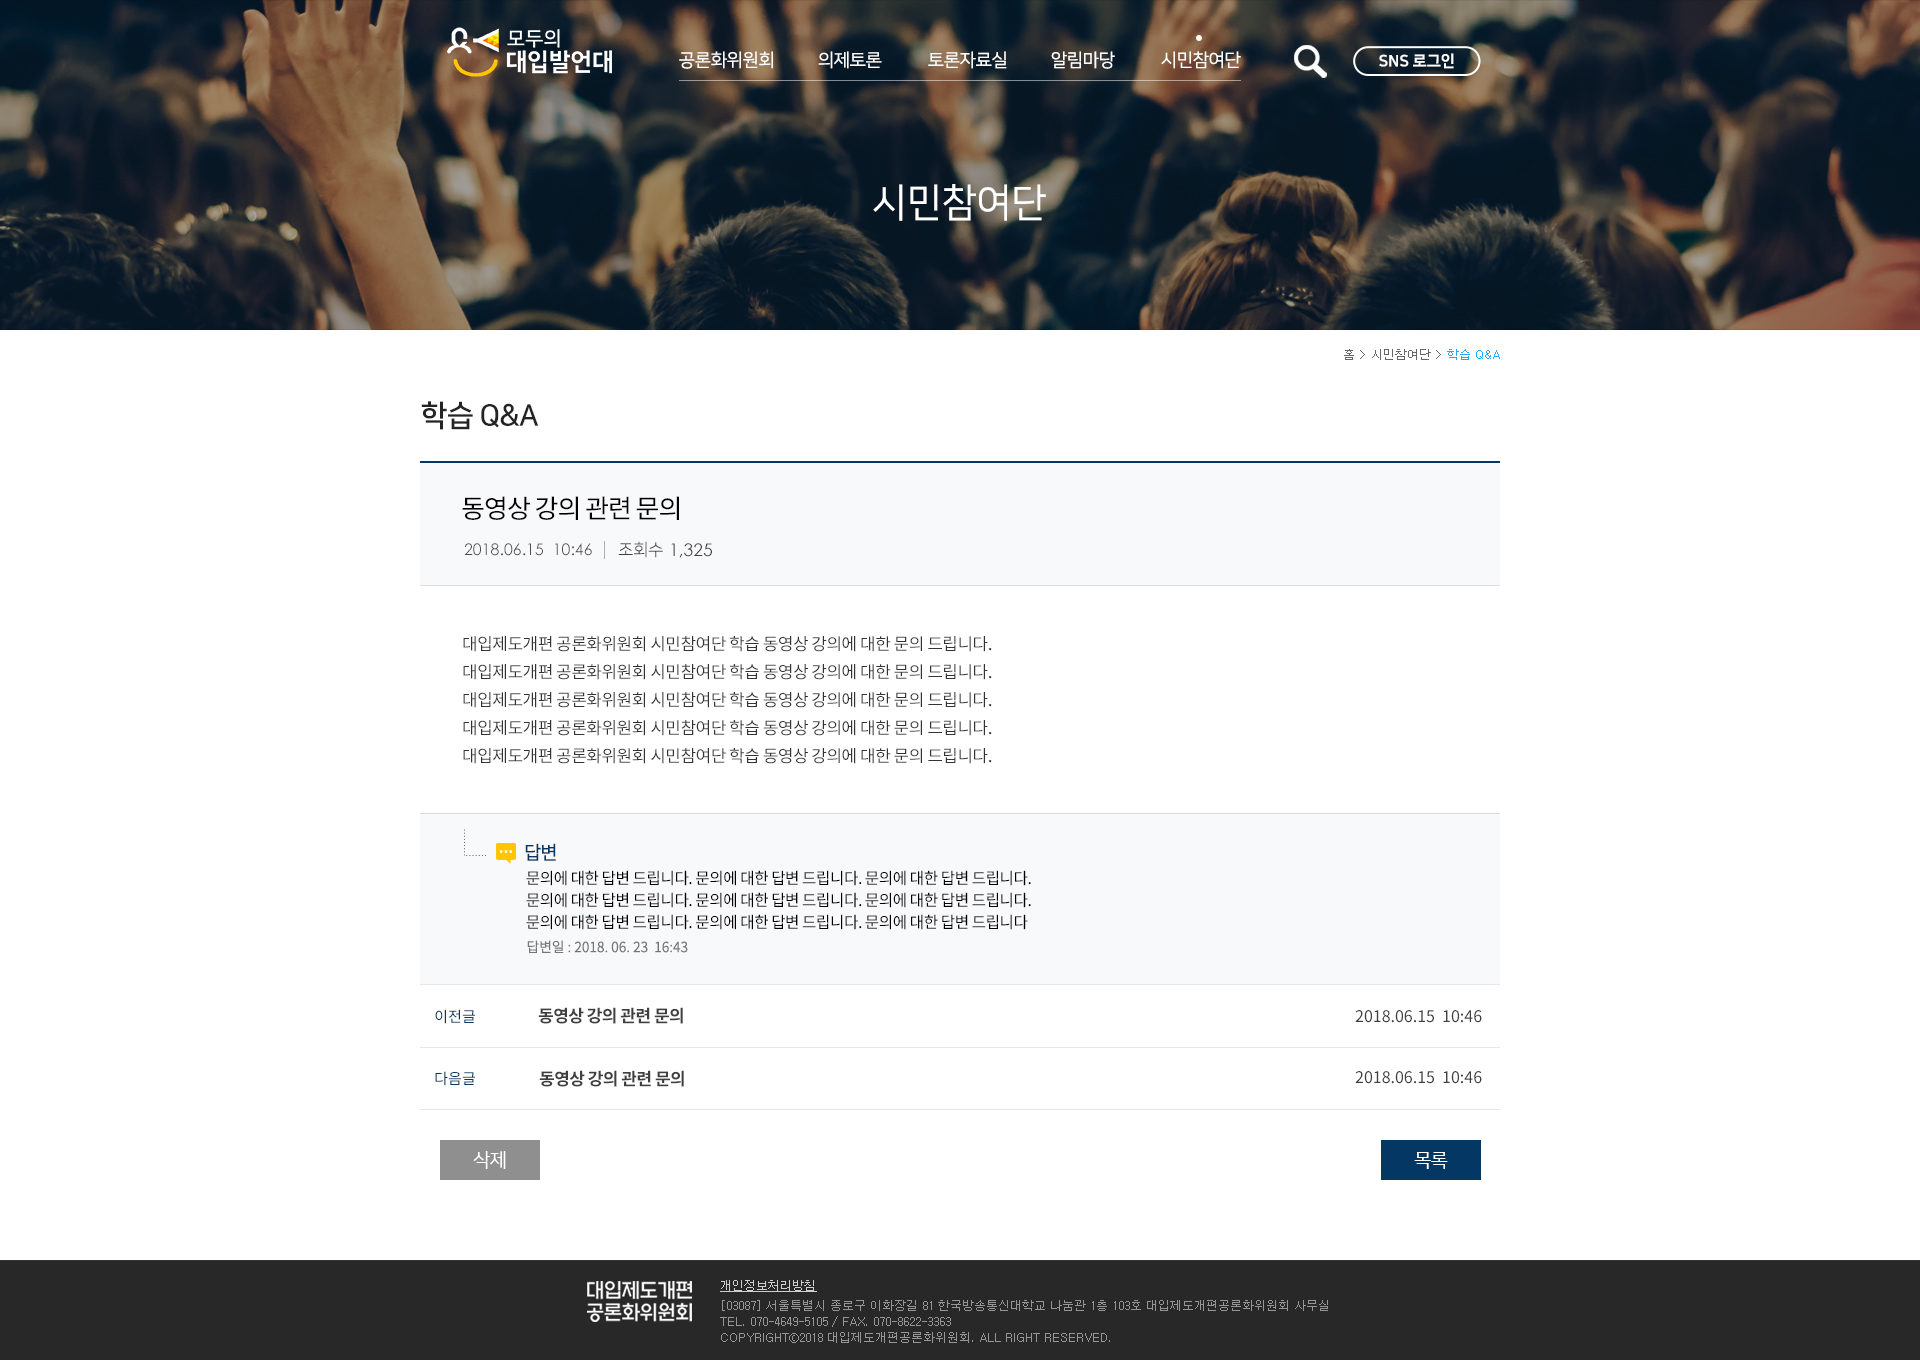 모두의
대입발언대
공론화위원회 의제토론 토론자료실 알림마당 시민참여단
SNS 로그인
시민참여단
홈 > 시민참여단 > 학습 Q&A
학습 Q&A
동영상 강의 관련 문의
2018.06.15 10:46 | 조회수 1,325
대입제도개편 공론화위원회 시민참여단 학습 동영상 강의에 대한 문의 드립니다.
대입제도개편 공론화위원회 시민참여단 학습 동영상 강의에 대한 문의 드립니다.
대입제도개편 공론화위원회 시민참여단 학습 동영상 강의에 대한 문의 드립니다.
대입제도개편 공론화위원회 시민참여단 학습 동영상 강의에 대한 문의 드립니다.
대입제도개편 공론화위원회 시민참여단 학습 동영상 강의에 대한 문의 드립니다.
답변
문의에 대한 답변 드립니다. 문의에 대한 답변 드립니다. 문의에 대한 답변 드립니다.
문의에 대한 답변 드립니다. 문의에 대한 답변 드립니다. 문의에 대한 답변 드립니다.
문의에 대한 답변 드립니다. 문의에 대한 답변 드립니다. 문의에 대한 답변 드립니다
답변일 : 2018. 06. 23 16:43
이전글 동영상 강의 관련 문의 2018.06.15 10:46
다음글 동영상 강의 관련 문의 2018.06.15 10:46
삭제 목록
대입제도개편
공론화위원회
개인정보처리방침
[03087] 서울특별시 종로구 이화장길 81 한국방송통신대학교 나눔관 1층 103호 대입제도개편공론화위원회 사무실
TEL. 070-4649-5105 / FAX. 070-8622-3363
COPYRIGHT©2018 대입제도개편공론화위원회. ALL RIGHT RESERVED.